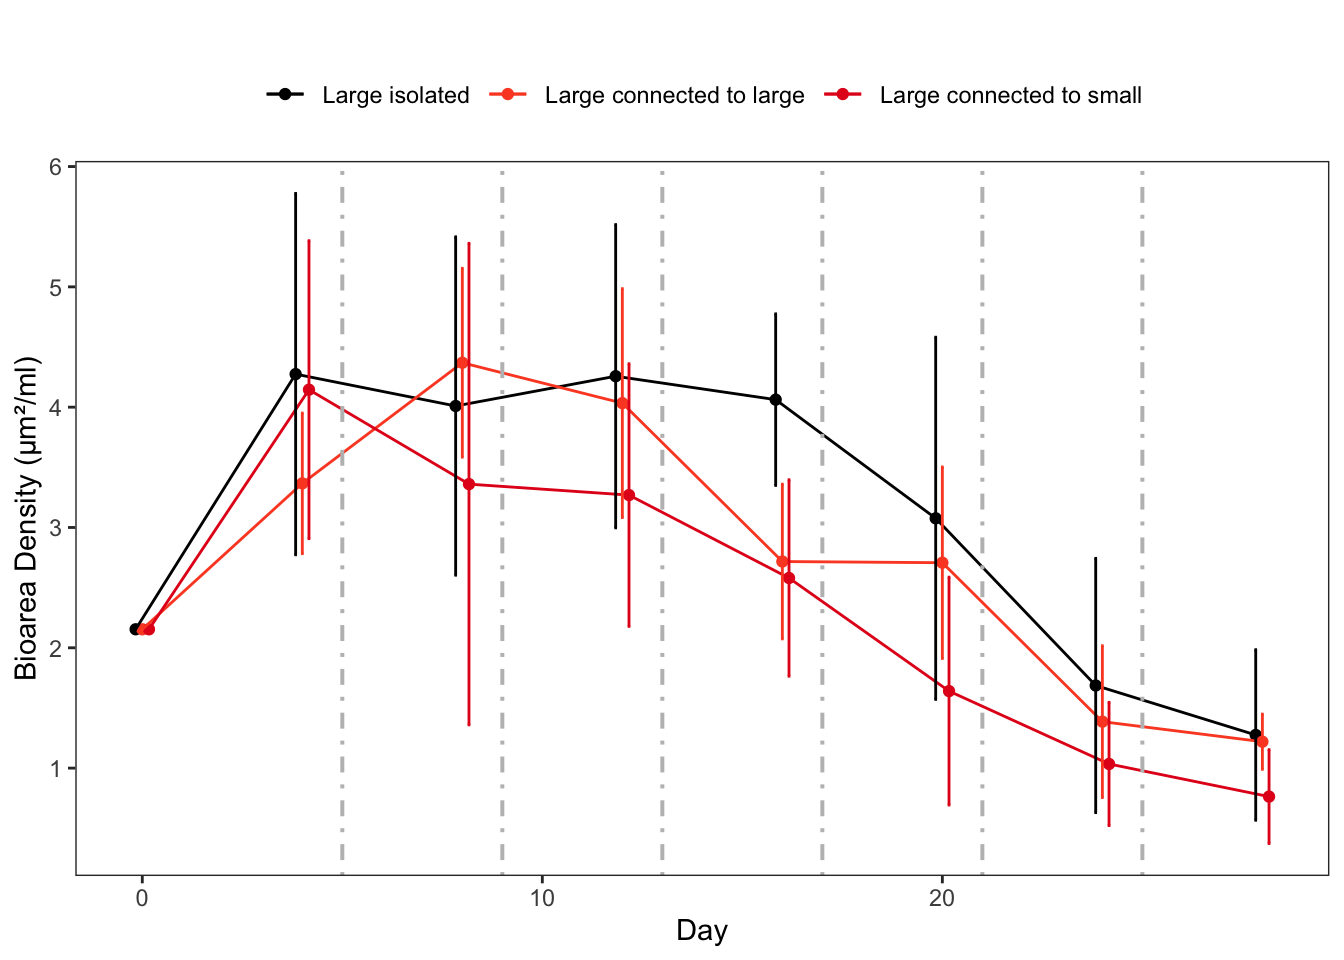 Large isolated Large connected to large Large connected to small
6
5
4
3
2
1
Bioarea Density (µm²/ml)
0 10 20
Day